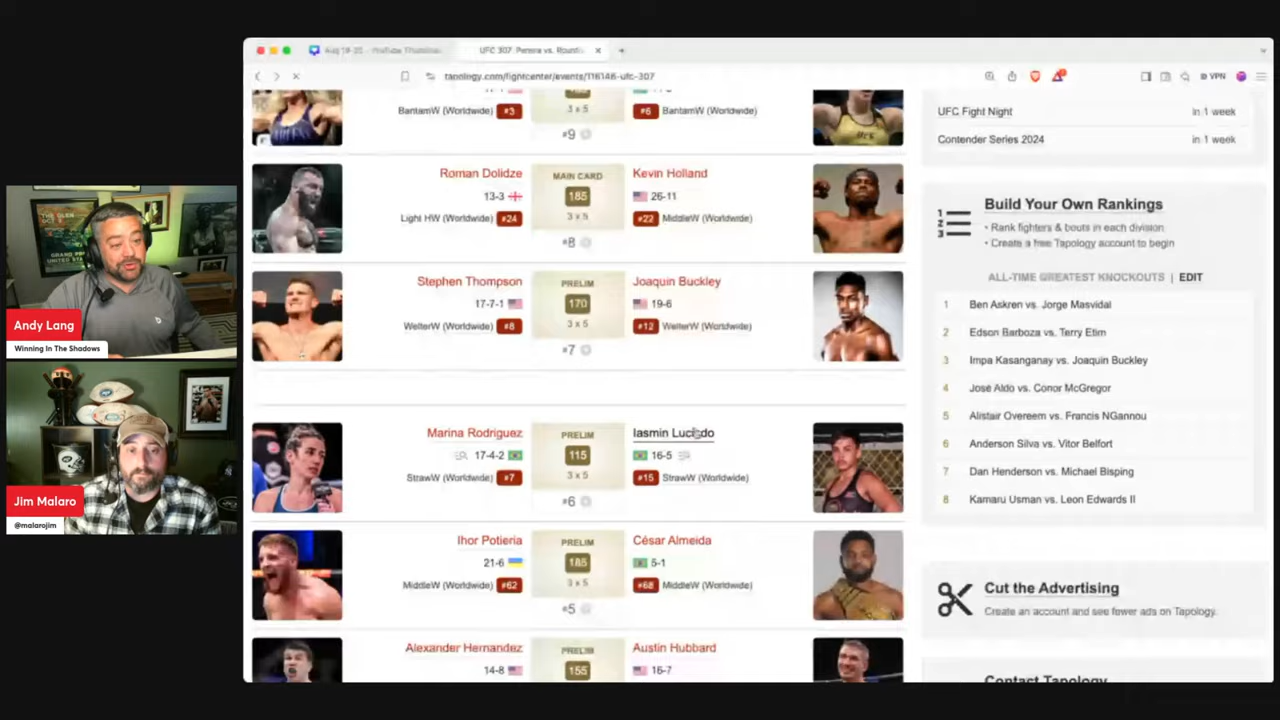 UFC 307: Pereira vs. Rount
tapology.com/fightcenter/events/116146-ufc-307
VPN
BantamW (Worldwide) #3
#6 BantamW (Worldwide)
#9
Roman Dolidze
MAIN CARD
Kevin Holland
13-3
185
26-11
Light HW (Worldwide) #24
3 x 5
#22 MiddleW (Worldwide)
#8
Stephen Thompson
PRELIM
Joaquin Buckley
17-7-1
170
19-6
WelterW (Worldwide) #8
3 x 5
#12 WelterW (Worldwide)
#7
Marina Rodriguez
PRELIM
17-4-2
115
16-5
StrawW (Worldwide) #7
3 x 5
#15 StrawW (Worldwide)
#6
Ihor Potieria
PRELIM
César Almeida
21-6
185
5-1
MiddleW (Worldwide) #62
3 x 5
#68 MiddleW (Worldwide)
#5
Alexander Hernandez
PRELIM
Austin Hubbard
14-8
155
16-7
UFC Fight Night in 1 week
Contender Series 2024 in 1 week
Build Your Own Rankings
• Rank fighters & bouts in each division
• Create a free Tapology account to begin
ALL-TIME GREATEST KNOCKOUTS | EDIT
1 Ben Askren vs. Jorge Masvidal
2 Edson Barboza vs. Terry Etim
3 Impa Kasanganay vs. Joaquin Buckley
4 José Aldo vs. Conor McGregor
5 Alistair Overeem vs. Francis NGannou
6 Anderson Silva vs. Vitor Belfort
7 Dan Henderson vs. Michael Bisping
8 Kamaru Usman vs. Leon Edwards II
Cut the Advertising
Create an account and see fewer ads on Tapology.
Contact Tapology
Andy Lang
Winning In The Shadows
Jim Malaro
@malarojim